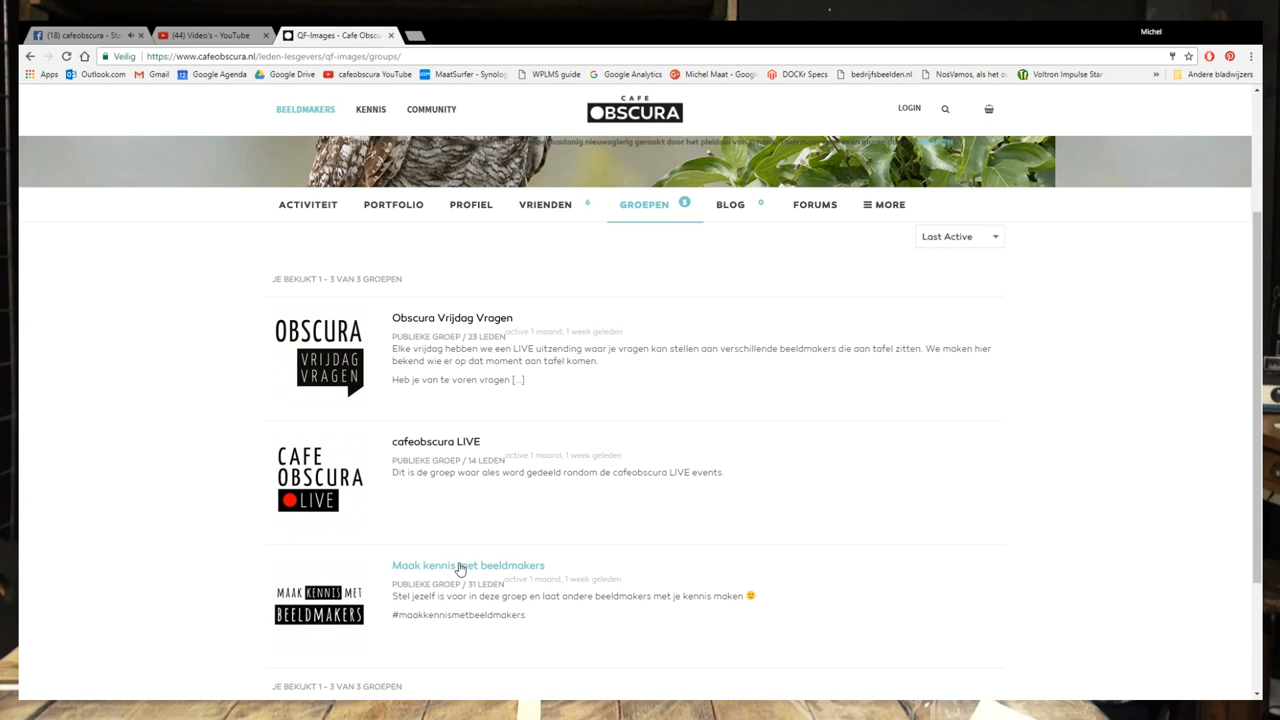 (18) cafeobscura - Sta
(44) Video's - YouTube
QF-Images - Cafe Obscu
Michel
Veilig
https://www.cafeobscura.nl/leden-lesgevers/qf-images/groups/
Apps
Outlook.com
Gmail
Google Agenda
Google Drive
cafeobscura YouTube
MaatSurfer - Synolog
WPLMS guide
Google Analytics
Michel Maat - Goog
DOCKr Specs
bedrijfsbeelden.nl
NosVamos, als het o
Voltron Impulse Star
»
Andere bladwijzers
BEELDMAKERS
KENNIS
COMMUNITY
CAFE
OBSCURA
LOGIN
nieuwsgierig geraakt door het pleidooi van
ACTIVITEIT
PORTFOLIO
PROFIEL
VRIENDEN 6
GROEPEN 3
BLOG 0
FORUMS
MORE
Last Active
JE BEKIJKT 1 - 3 VAN 3 GROEPEN
OBSCURA
VRIJDAG
VRAGEN
Obscura Vrijdag Vragen
PUBLIEKE GROEP / 23 LEDEN active 1 maand, 1 week geleden
Elke vrijdag hebben we een LIVE uitzending waar je vragen kan stellen aan verschillende beeldmakers die aan tafel zitten. We maken hier
bekend wie er op dat moment aan tafel komen.
Heb je van te voren vragen [...]
CAFE
OBSCURA
LIVE
cafeobscura LIVE
PUBLIEKE GROEP / 14 LEDEN active 1 maand, 1 week geleden
Dit is de groep waar ales word gedeeld rondom de cafeobscura LIVE events.
MAAK KENNIS MET
BEELDMAKERS
Maak kennis met beeldmakers
PUBLIEKE GROEP / 31 LEDEN active 1 maand, 1 week geleden
Stel jezelf is voor in deze groep en laat andere beeldmakers met je kennis maken 🙂
#maakkennismetbeeldmakers
JE BEKIJKT 1 - 3 VAN 3 GROEPEN